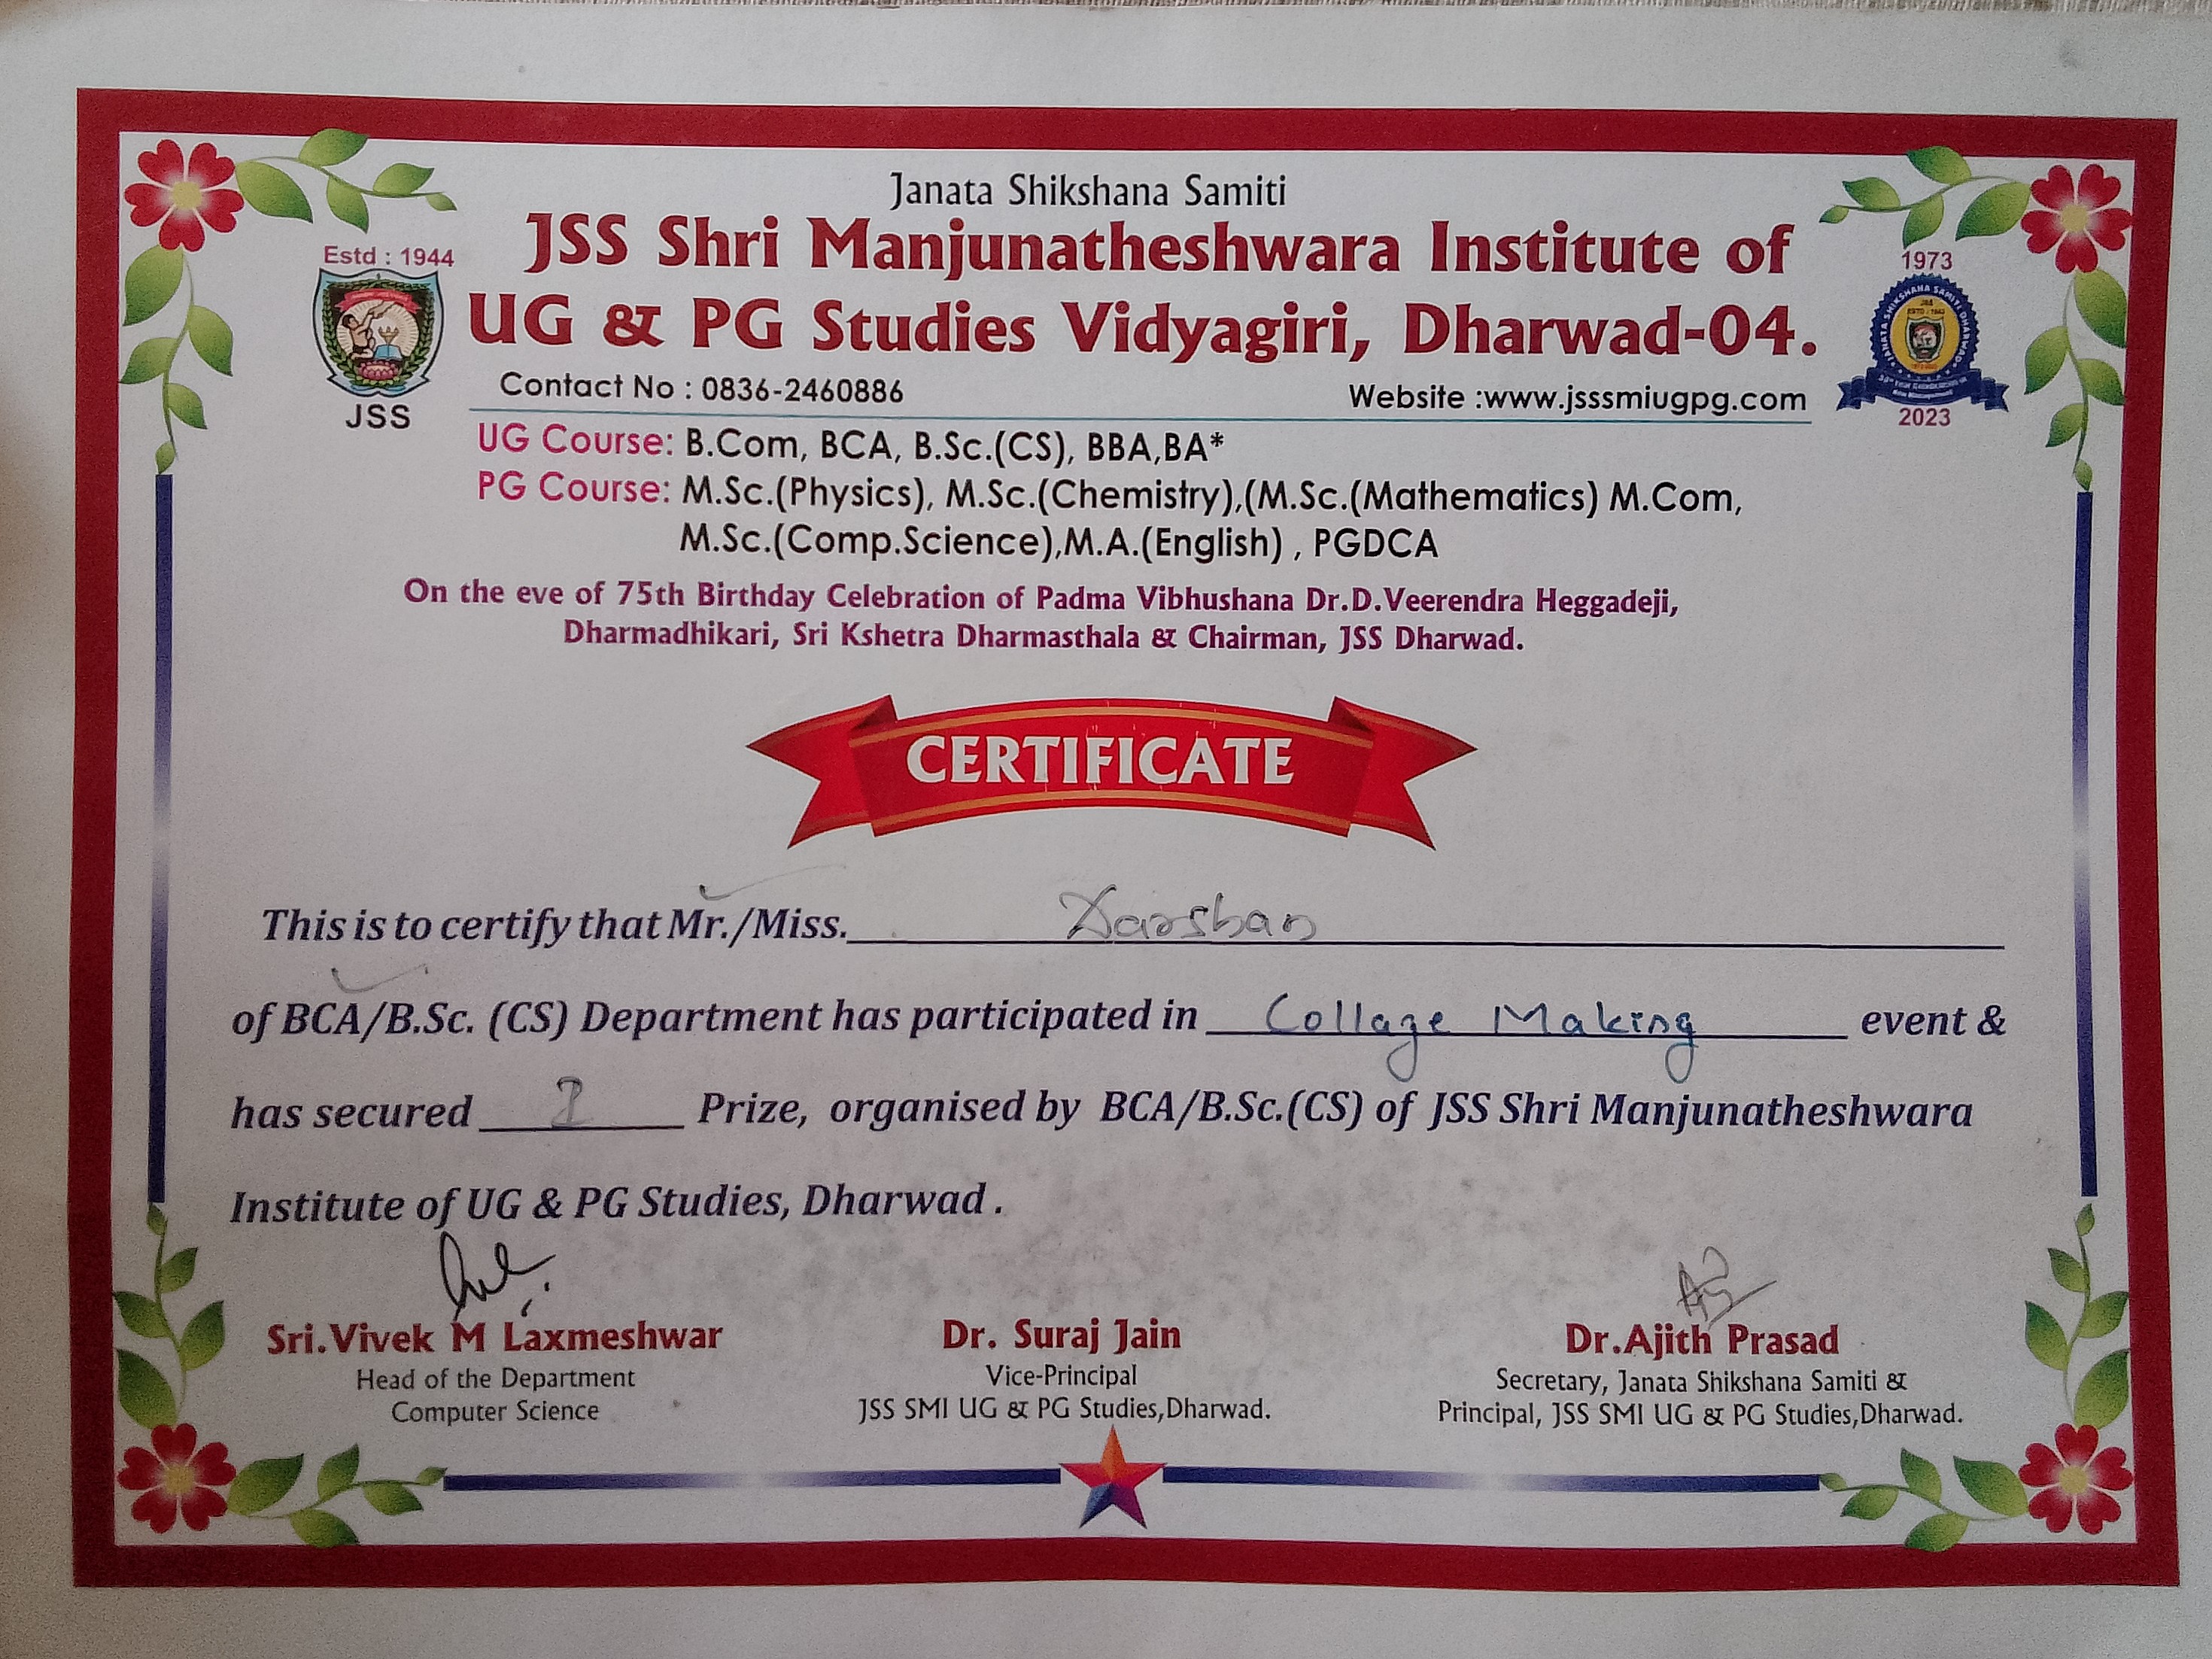 Janata Shikshana Samiti
JSS Shri Manjunatheshwara Institute of
UG & PG Studies Vidyagiri, Dharwad-04.
Estd : 1944
JSS
1973
JANATA SHIKSHANA SAMITI DHARWAD
2023
Contact No : 0836-2460886
Website :www.jsssmiugpg.com
UG Course: B.Com, BCA, B.Sc.(CS), BBA,BA*
PG Course: M.Sc.(Physics), M.Sc.(Chemistry),(M.Sc.(Mathematics) M.Com,
M.Sc.(Comp.Science),M.A.(English) , PGDCA
On the eve of 75th Birthday Celebration of Padma Vibhushana Dr.D.Veerendra Heggadeji,
Dharmadhikari, Sri Kshetra Dharmasthala & Chairman, JSS Dharwad.
CERTIFICATE
This is to certify that Mr./Miss. Darshan
of BCA/B.Sc. (CS) Department has participated in Collage Making event &
has secured I Prize, organised by BCA/B.Sc.(CS) of JSS Shri Manjunatheshwara
Institute of UG & PG Studies, Dharwad .
Sri.Vivek M Laxmeshwar
Head of the Department
Computer Science
Dr. Suraj Jain
Vice-Principal
JSS SMI UG & PG Studies,Dharwad.
Dr.Ajith Prasad
Secretary, Janata Shikshana Samiti &
Principal, JSS SMI UG & PG Studies,Dharwad.